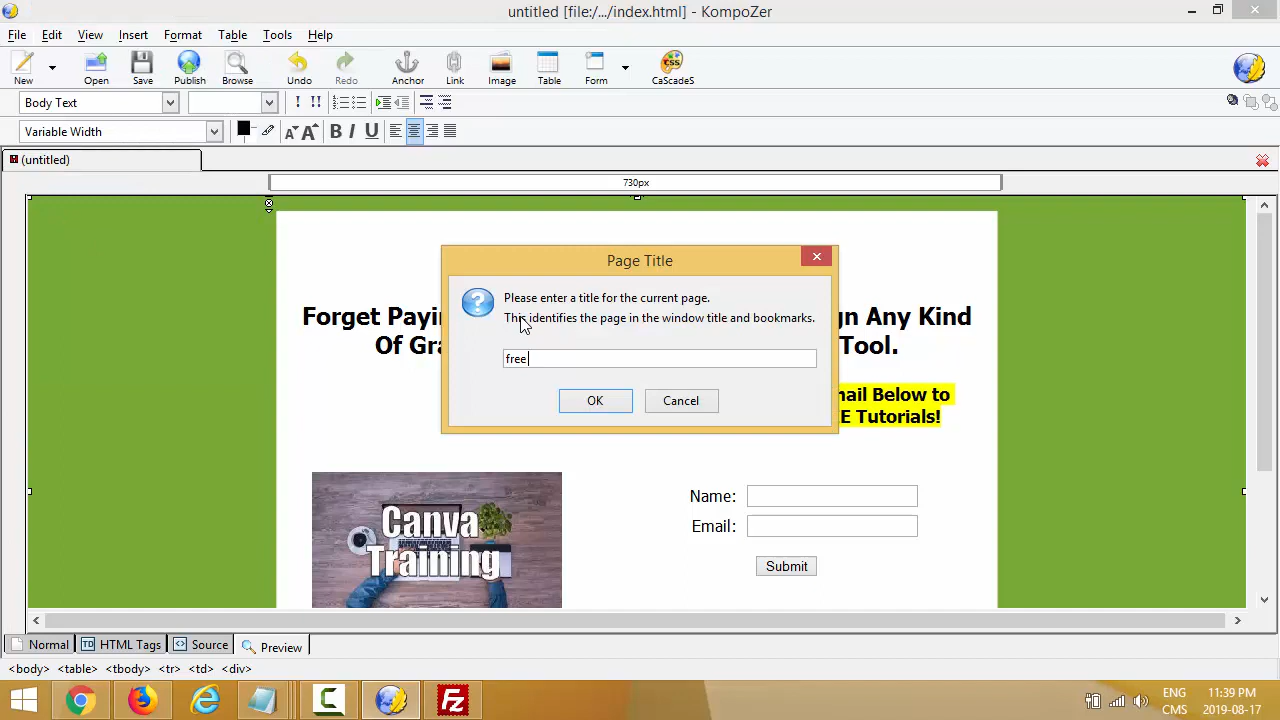 untitled [file:/.../index.html] - KompoZer
File Edit View Insert Format Table Tools Help
New Open Save Publish Browse Undo Redo Anchor Link Image Table Form CaScadeS
Body Text
Variable Width
(untitled)
730px
Page Title
Please enter a title for the current page.
This identifies the page in the window title and bookmarks.
free
OK Cancel
Forget Payin
gn Any Kind
Of Gra
Tool.
mail Below to
E Tutorials!
Canva
Training
Name:
Email:
Submit
Normal HTML Tags Source Preview
<body> <table> <tbody> <tr> <td> <div>
ENG 11:39 PM
CMS 2019-08-17